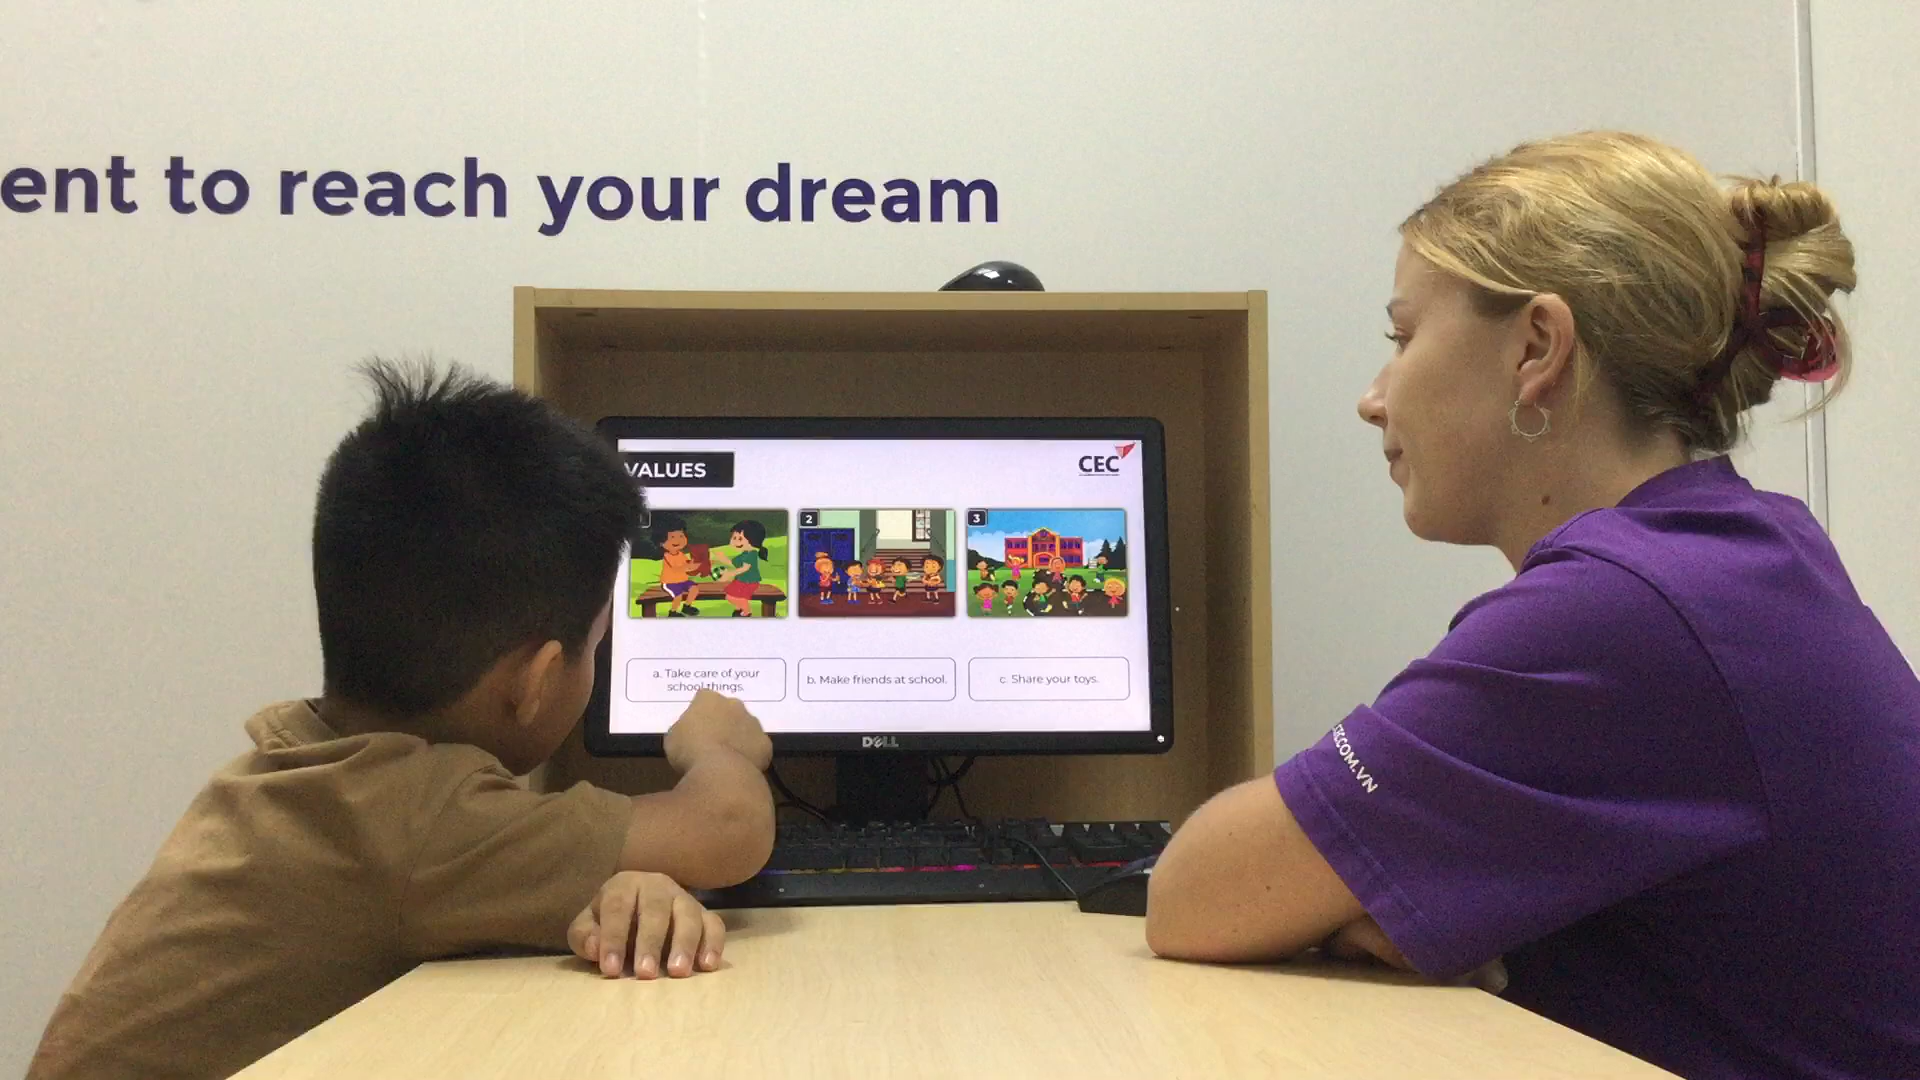 ent to reach your dream
VALUES
CEC
2
3
a. Take care of your
school things.
b. Make friends at school.
c. Share your toys.
DELL
.COM.VN